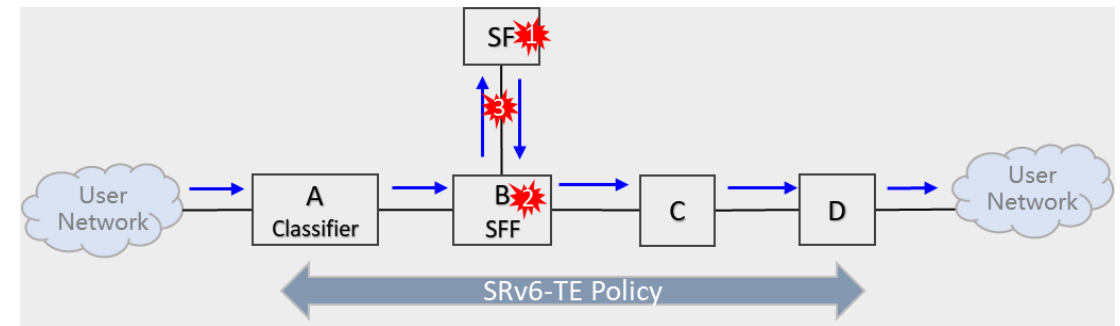 SF 1
3
User
Network
A
Classifier
B 2
SFF
C
D
User
Network
SRv6-TE Policy